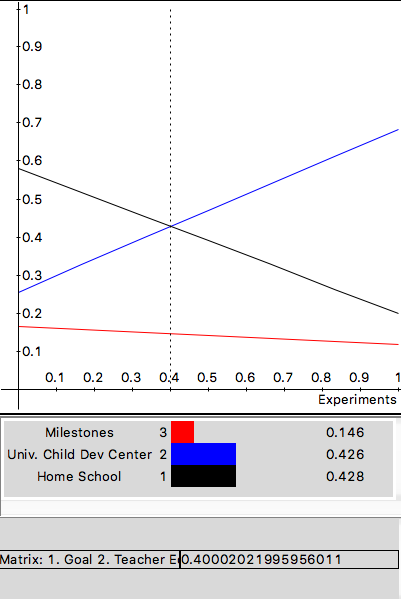 1
0.9
0.8
0.7
0.6
0.5
0.4
0.3
0.2
0.1
0.1 0.2 0.3 0.4 0.5 0.6 0.7 0.8 0.9 1
Experiments
Milestones 3 0.146
Univ. Child Dev Center 2 0.426
Home School 1 0.428
Matrix: 1. Goal 2. Teacher E 0.40002021995956011